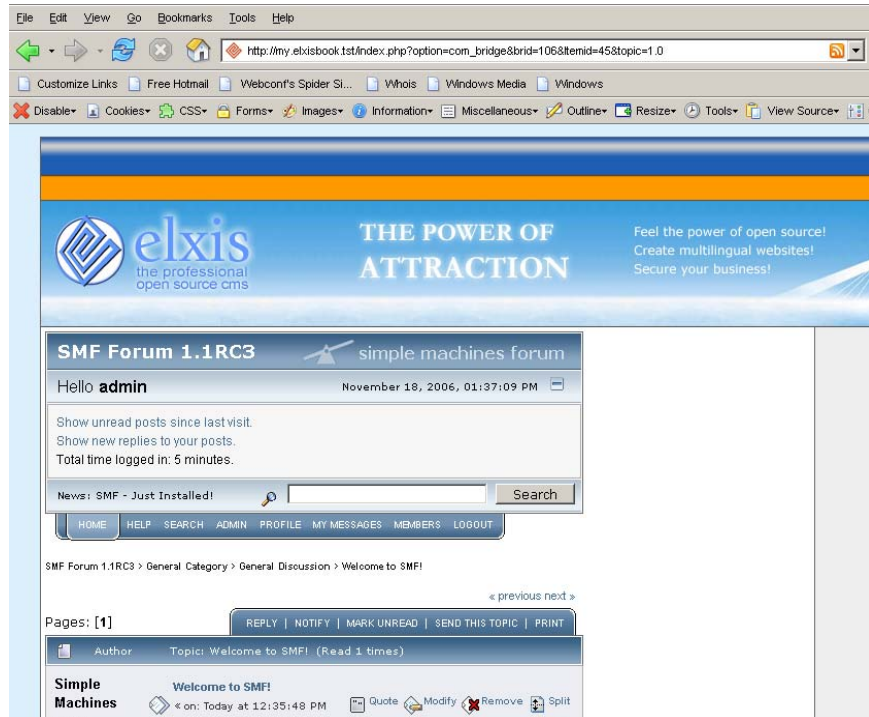 File Edit View Go Bookmarks Tools Help
http://my.elxisbook.tst/index.php?option=com_bridge&brid=106&Itemid=45&topic=1.0
Customize Links Free Hotmail Webconf's Spider Si... Whois Windows Media Windows
Disable Cookies CSS Forms Images Information Miscellaneous Outline Resize Tools View Source
elxis
the professional
open source cms
THE POWER OF
ATTRACTION
Feel the power of open source!
Create multilingual websites!
Secure your business!
SMF Forum 1.1RC3 simple machines forum
Hello admin November 18, 2006, 01:37:09 PM
Show unread posts since last visit.
Show new replies to your posts.
Total time logged in: 5 minutes.
News: SMF - Just Installed! Search
HOME HELP SEARCH ADMIN PROFILE MY MESSAGES MEMBERS LOGOUT
SMF Forum 1.1RC3 > General Category > General Discussion > Welcome to SMF!
« previous next »
Pages: [1] REPLY | NOTIFY | MARK UNREAD | SEND THIS TOPIC | PRINT
Author Topic: Welcome to SMF! (Read 1 times)
Simple
Machines
Welcome to SMF!
« on: Today at 12:35:48 PM Quote Modify Remove Split